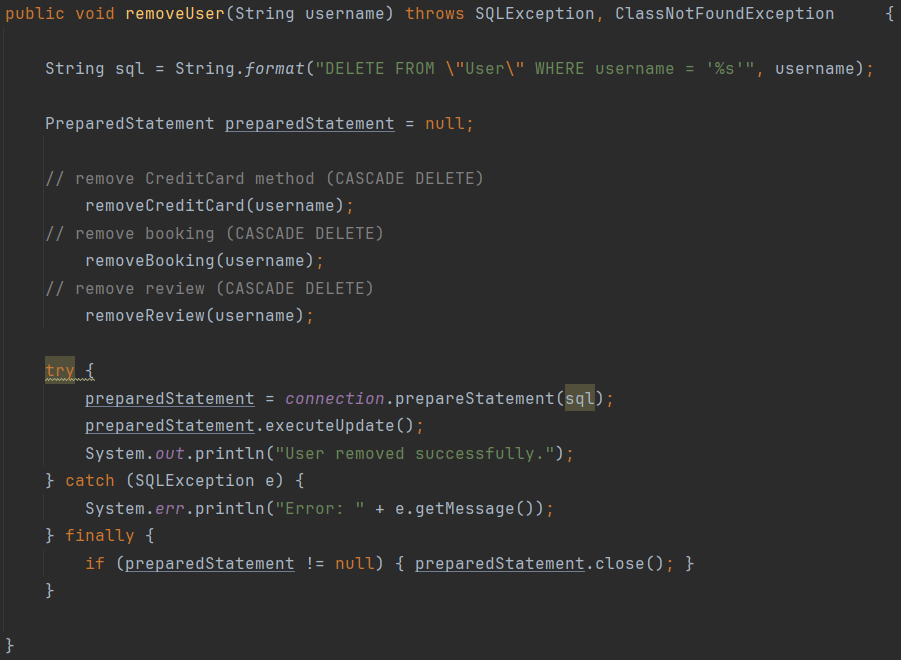 public void removeUser(String username) throws SQLException, ClassNotFoundException     {
String sql = String.format("DELETE FROM \"User\" WHERE username = '%s'", username);
PreparedStatement preparedStatement = null;
// remove CreditCard method (CASCADE DELETE)
removeCreditCard(username);
// remove booking (CASCADE DELETE)
removeBooking(username);
// remove review (CASCADE DELETE)
removeReview(username);
try {
preparedStatement = connection.prepareStatement(sql);
preparedStatement.executeUpdate();
System.out.println("User removed successfully.");
} catch (SQLException e) {
System.err.println("Error: " + e.getMessage());
} finally {
if (preparedStatement != null) { preparedStatement.close(); }
}
}